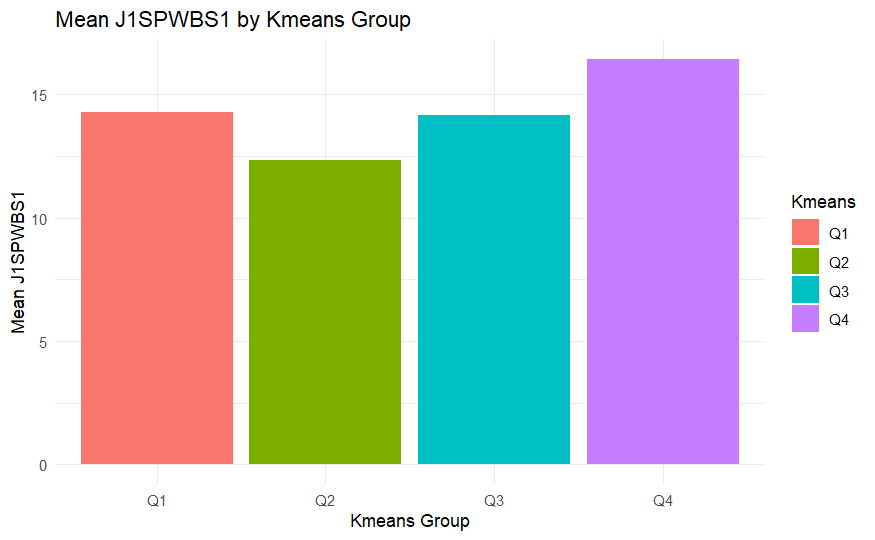 Mean J1SPWBS1 by Kmeans Group
Mean J1SPWBS1
15
10
5
0
Q1
Q2
Q3
Q4
Kmeans Group
Kmeans
Q1
Q2
Q3
Q4